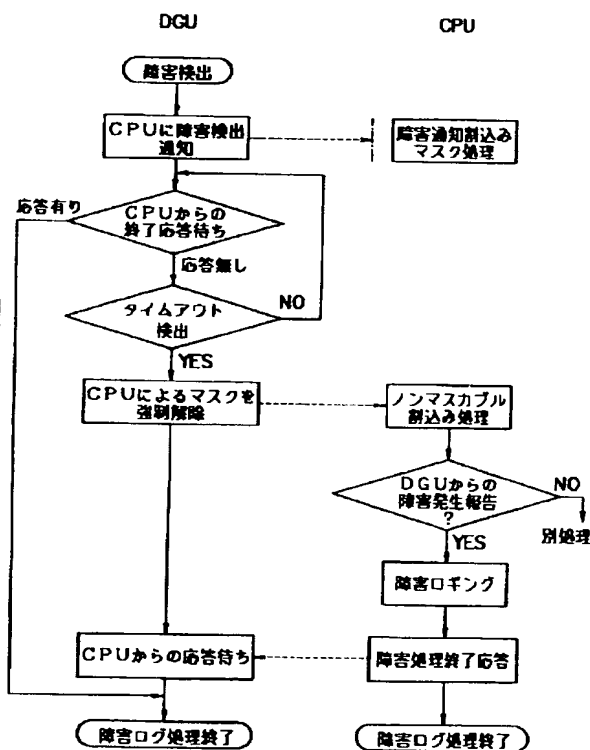 DGU
CPU
障害検出
CPUに障害検出
通知
障害通知割込み
マスク処理
応答有り
CPUからの
終了応答待ち
応答無し
タイムアウト
検出
NO
YES
CPUによるマスクを
強制解除
ノンマスカブル
割込み処理
DGUからの
障害発生報告
?
NO
別処理
YES
障害ロギング
CPUからの応答待ち
障害処理終了応答
障害ログ処理終了
障害ログ処理終了